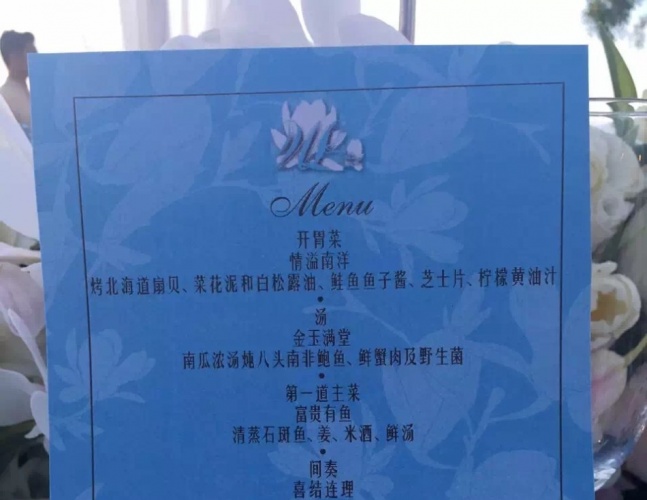 Menu
开胃菜
情溢南洋
烤北海道扇贝、菜花泥和白松露油、鲑鱼鱼子酱、芝士片、柠檬黄油汁
•
汤
金玉满堂
南瓜浓汤炖八头南非鲍鱼、鲜蟹肉及野生菌
•
第一道主菜
富贵有鱼
清蒸石斑鱼、姜、米酒、鲜汤
•
间奏
喜结连理